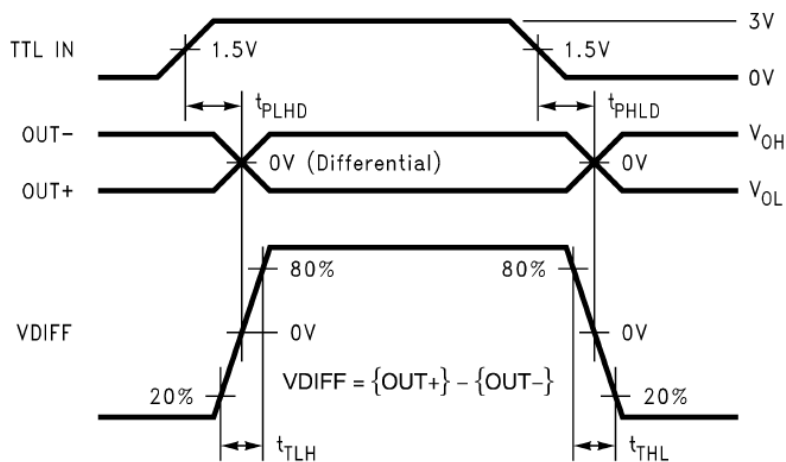 3V
TTL IN 1.5V 1.5V
0V
tPLHD tPHLD
OUT- VOH
0V (Differential) 0V
OUT+ VOL
80% 80%
VDIFF 0V 0V
VDIFF = {OUT+} - {OUT-}
20% 20%
tTLH tTHL